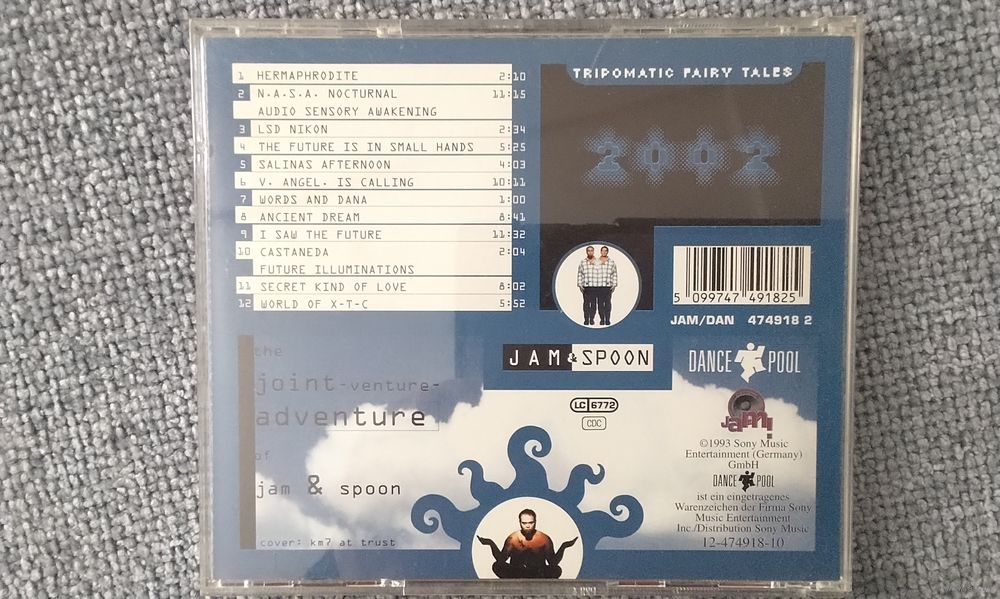 1 HERMAPHRODITE 2:10
2 N.A.S.A. NOCTURNAL 11:15
AUDIO SENSORY AWAKENING
3 LSD NIKON 2:34
4 THE FUTURE IS IN SMALL HANDS 5:25
5 SALINAS AFTERNOON 4:03
6 V. ANGEL. IS CALLING 10:11
7 WORDS AND DANA 1:00
8 ANCIENT DREAM 8:41
9 I SAW THE FUTURE 11:32
10 CASTANEDA 2:04
FUTURE ILLUMINATIONS
11 SECRET KIND OF LOVE 8:02
12 WORLD OF X-T-C 5:52
TRIPOMATIC FAIRY TALES
2002
5 099747 491825
JAM/DAN 474918 2
JAM & SPOON
DANCE POOL
LC 6772
CDC
jam!
©1993 Sony Music
Entertainment (Germany)
GmbH
DANCE POOL
ist ein eingetragenes
Warenzeichen der Firma Sony
Music Entertainment
Inc./Distribution Sony Music
12-474918-10
the
joint-venture-
adventure
of
jam & spoon
cover: km7 at trust